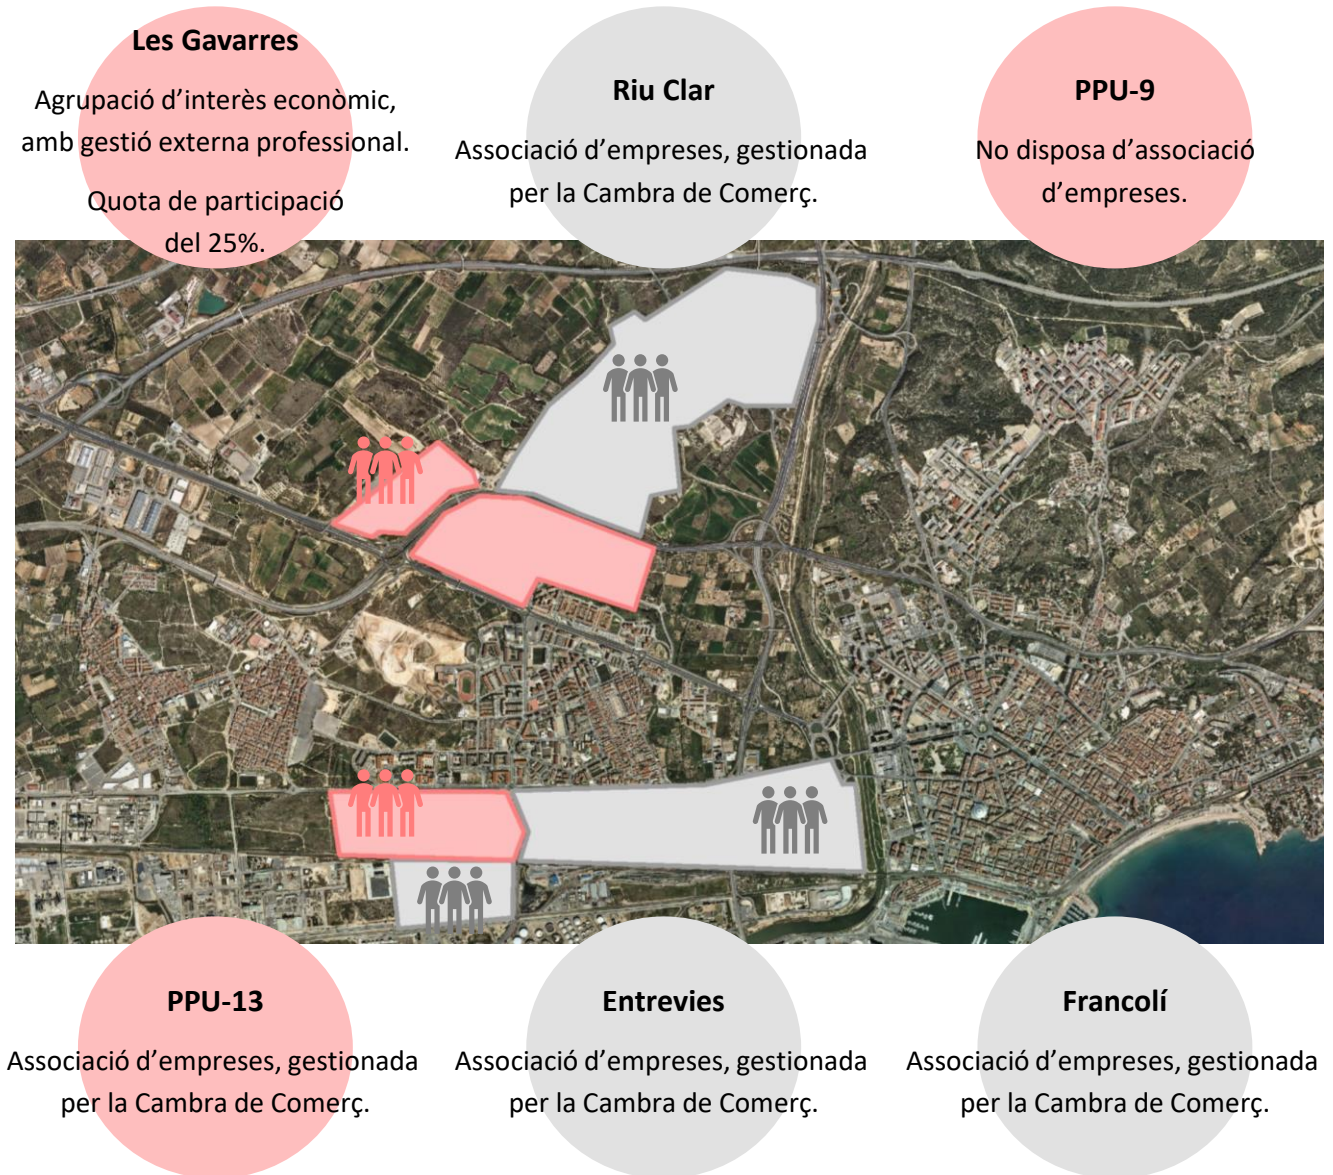 Les Gavarres
Agrupació d’interès econòmic,
amb gestió externa professional.
Quota de participació
del 25%.
Riu Clar
Associació d’empreses, gestionada
per la Cambra de Comerç.
PPU-9
No disposa d’associació
d’empreses.
PPU-13
Associació d’empreses, gestionada
per la Cambra de Comerç.
Entrevies
Associació d’empreses, gestionada
per la Cambra de Comerç.
Francolí
Associació d’empreses, gestionada
per la Cambra de Comerç.